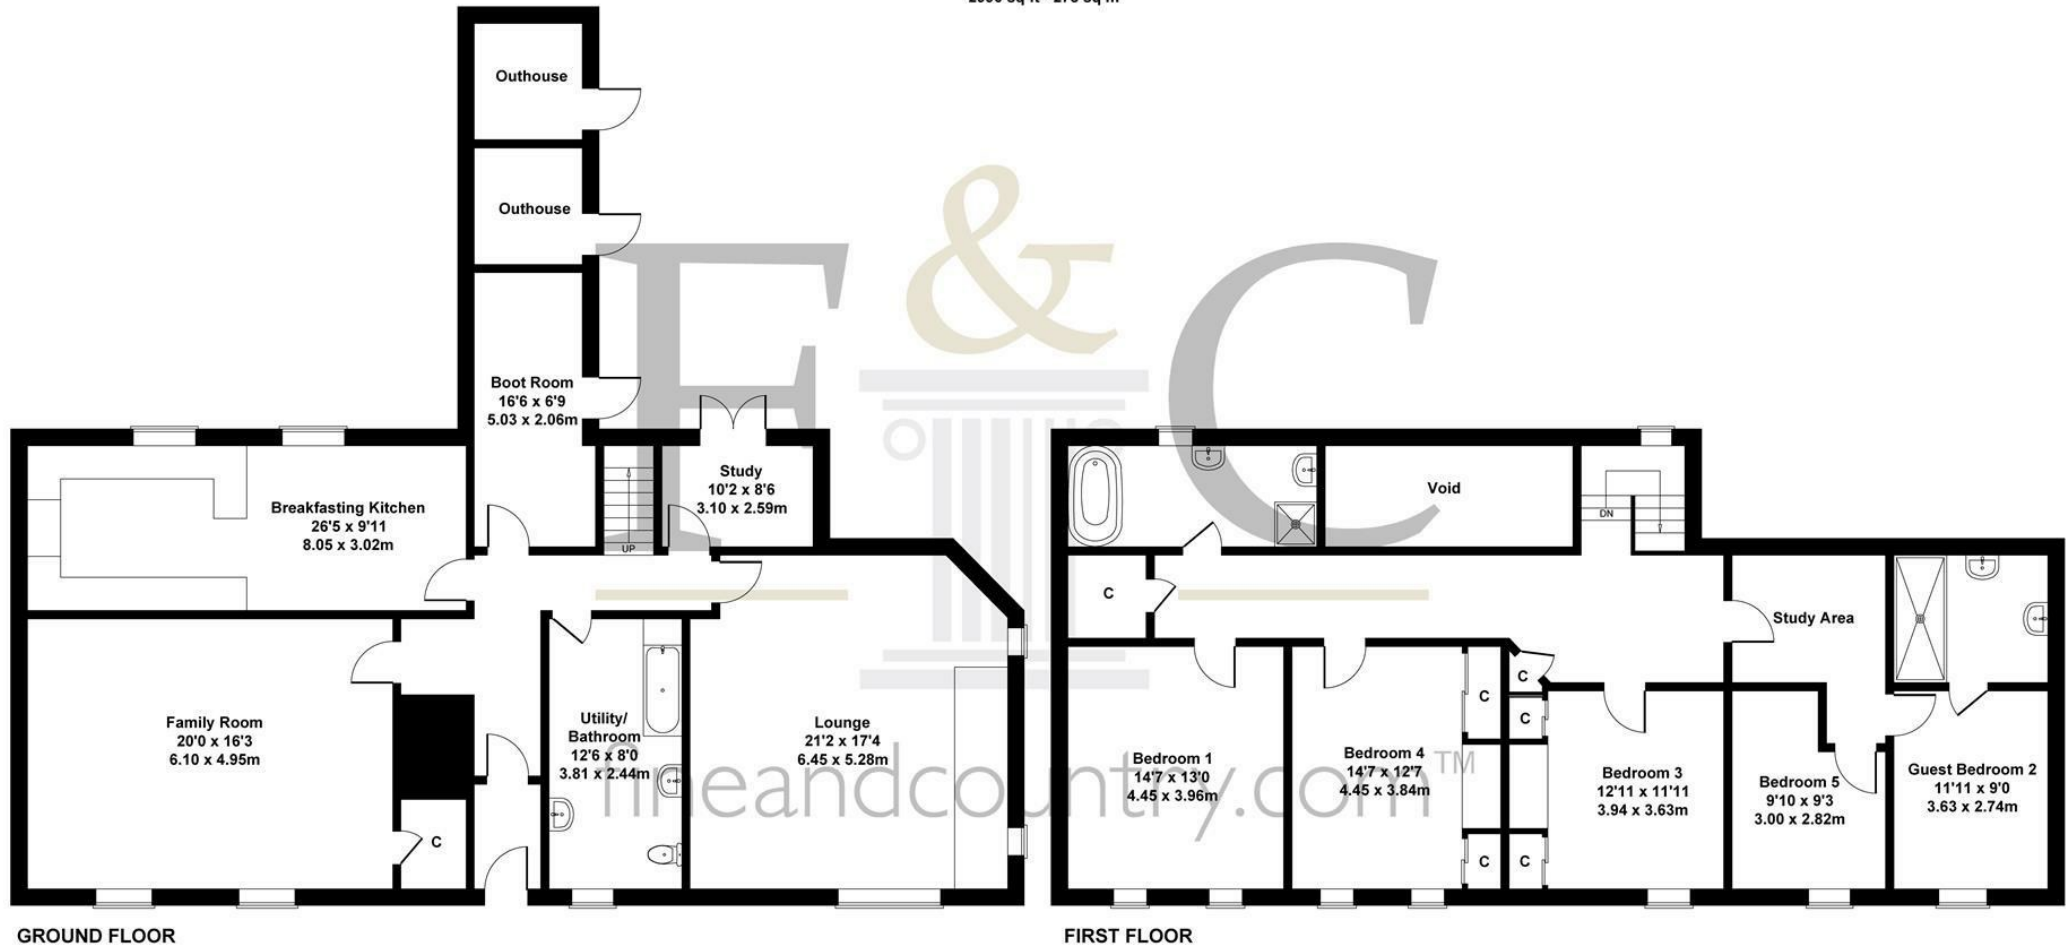 Outhouse
Outhouse
Boot Room
16'6 x 6'9
5.03 x 2.06m
Breakfasting Kitchen
26'5 x 9'11
8.05 x 3.02m
UP
Study
10'2 x 8'6
3.10 x 2.59m
Family Room
20'0 x 16'3
6.10 x 4.95m
C
Utility/
Bathroom
12'6 x 8'0
3.81 x 2.44m
Lounge
21'2 x 17'4
6.45 x 5.28m
GROUND FLOOR
Void
DN
C
Study Area
Bedroom 1
14'7 x 13'0
4.45 x 3.96m
Bedroom 4
14'7 x 12'7
4.45 x 3.84m
C
C
C
C
C
Bedroom 3
12'11 x 11'11
3.94 x 3.63m
Bedroom 5
9'10 x 9'3
3.00 x 2.82m
Guest Bedroom 2
11'11 x 9'0
3.63 x 2.74m
FIRST FLOOR
F & C
fineandcountry.com™